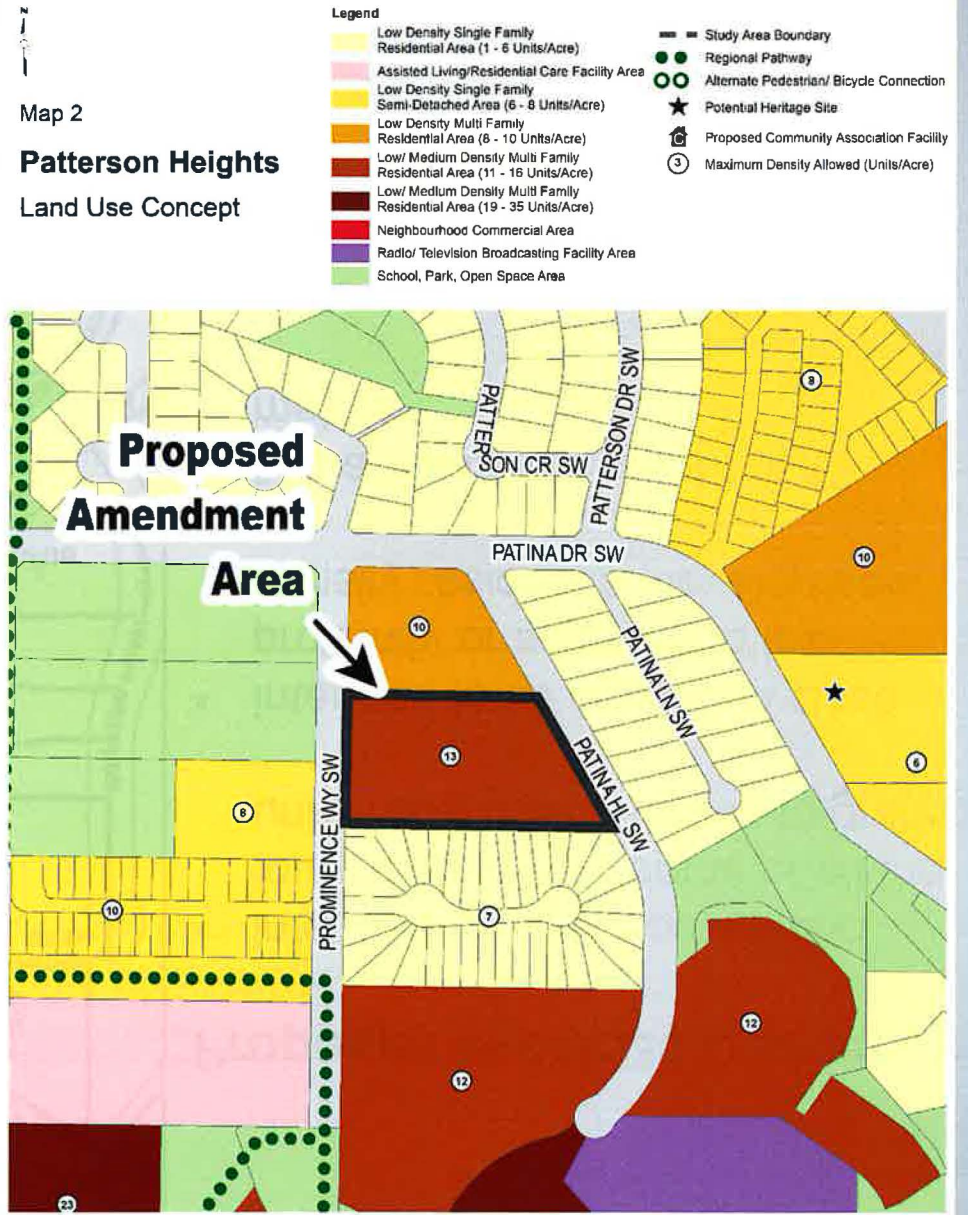 N
Map 2
Patterson Heights
Land Use Concept
Legend
Low Density Single Family
Residential Area (1 - 6 Units/Acre)
Assisted Living/Residential Care Facility Area
Low Density Single Family
Semi-Detached Area (6 - 8 Units/Acre)
Low Density Multi Family
Residential Area (8 - 10 Units/Acre)
Low/ Medium Density Multi Family
Residential Area (11 - 16 Units/Acre)
Low/ Medium Density Multi Family
Residential Area (19 - 35 Units/Acre)
Neighbourhood Commercial Area
Radio/ Television Broadcasting Facility Area
School, Park, Open Space Area
Study Area Boundary
Regional Pathway
Alternate Pedestrian/ Bicycle Connection
Potential Heritage Site
C Proposed Community Association Facility
3 Maximum Density Allowed (Units/Acre)
PATTER
SON CR SW
PATTERSON DR SW
9
Proposed
Amendment
Area
PATINA DR SW
10
10
PATINA LN SW
13
PATINA HL SW
6
8
PROMINENCE WY SW
10
7
12
12
23